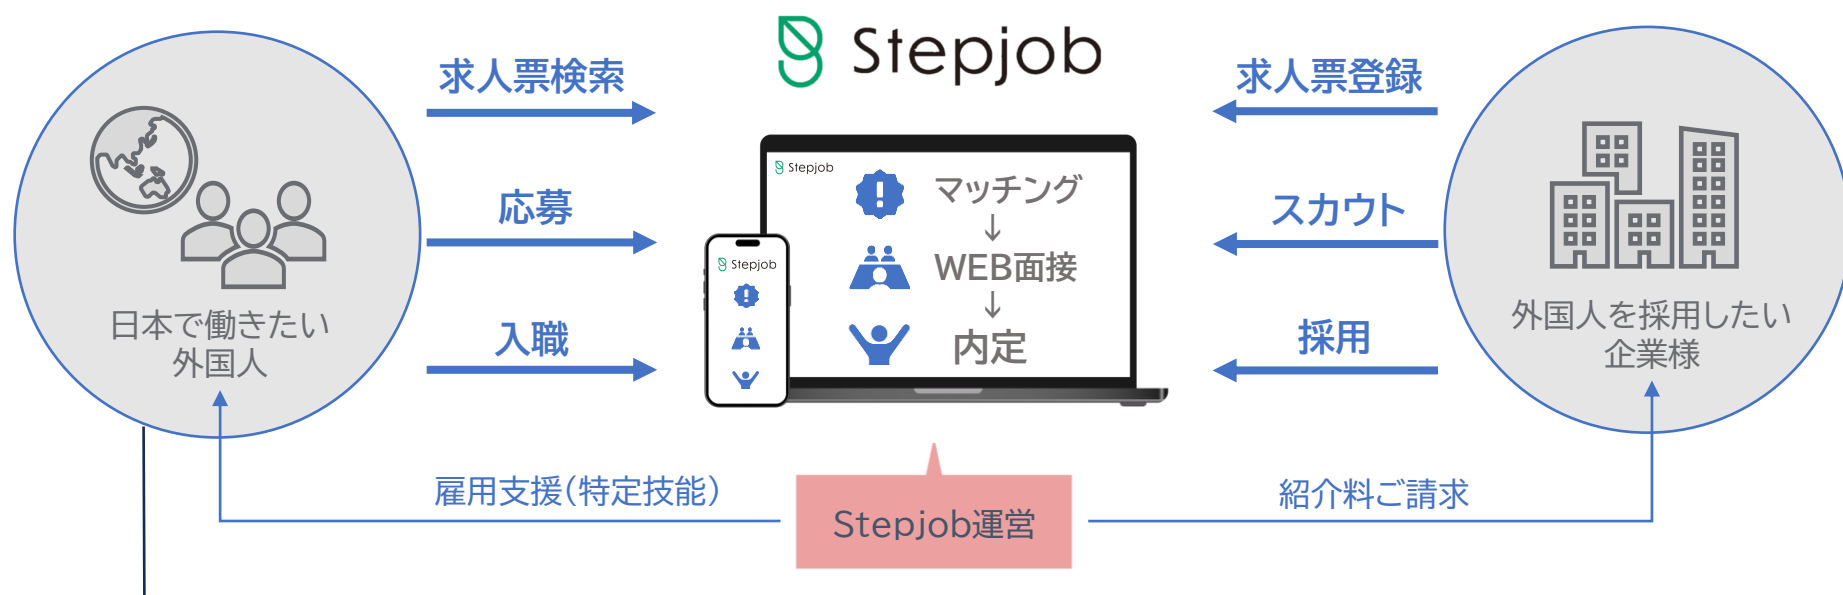 Stepjob
求人票検索
求人票登録
Stepjob
マッチング
↓
WEB面接
↓
内定
Stepjob
応募
スカウト
入職
採用
日本で働きたい
外国人
外国人を採用したい
企業様
雇用支援(特定技能)
紹介料ご請求
Stepjob運営